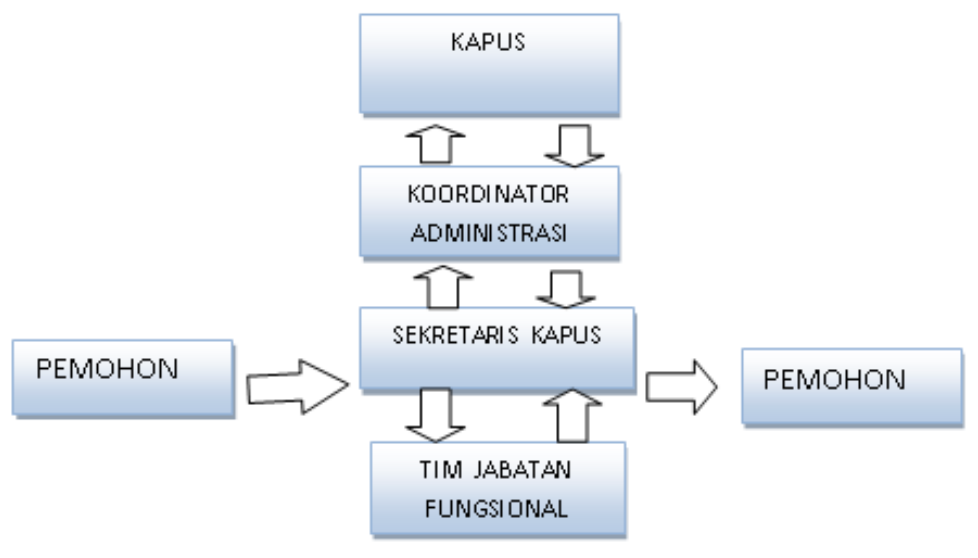 KAPUS
KOORDINATOR
ADMINISTRASI
SEKRETARIS KAPUS
PEMOHON
PEMOHON
TIM JABATAN
FUNGSIONAL